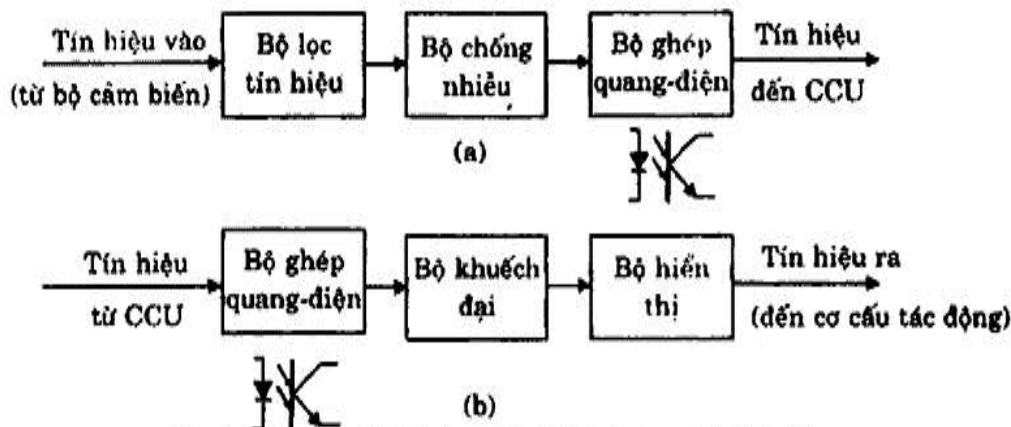 Tín hiệu vào
(từ bộ cảm biến)
Bộ lọc
tín hiệu
Bộ chống
nhiễu
Bộ ghép
quang-điện
Tín hiệu
đến CCU
(a)
Tín hiệu
từ CCU
Bộ ghép
quang-điện
Bộ khuếch
đại
Bộ hiển
thị
Tín hiệu ra
(đến cơ cấu tác động)
(b)